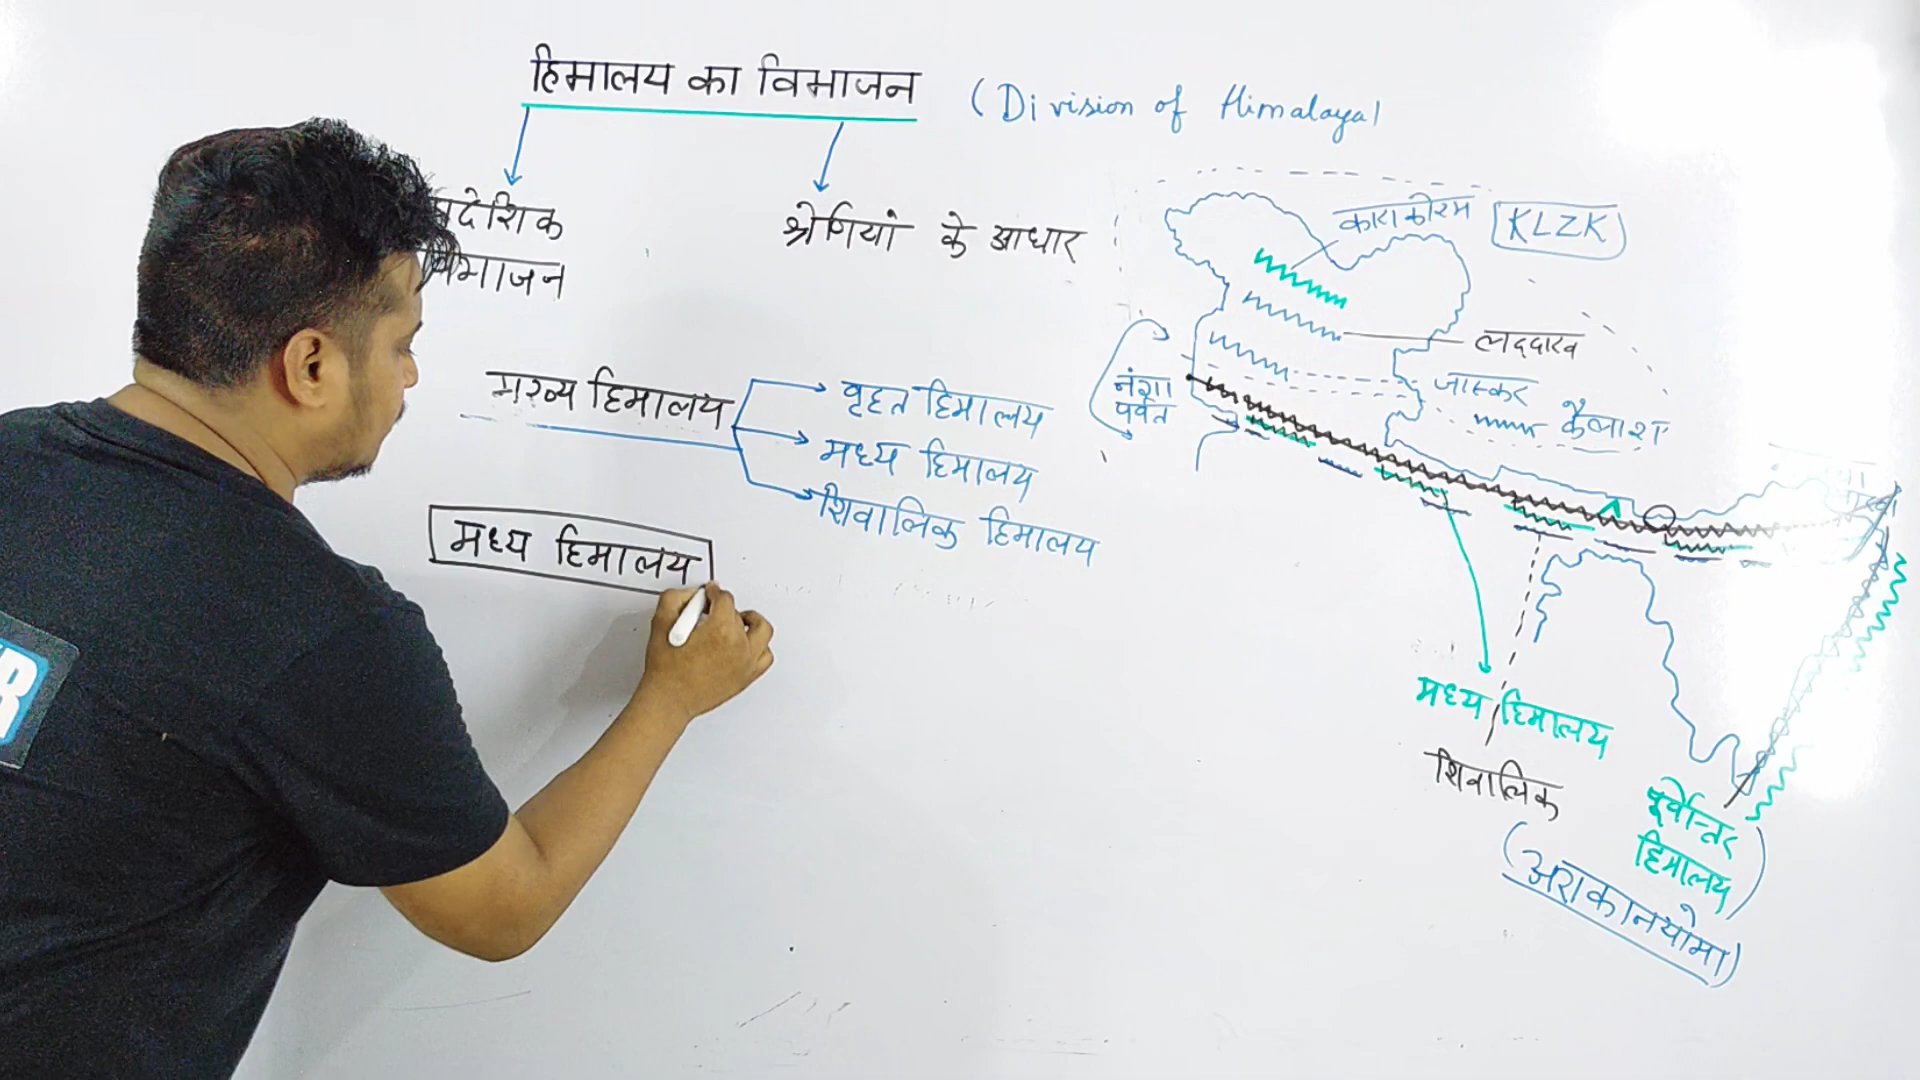 हिमालय का विभाजन (Division of Himalaya)
देशिक
विभाजन
श्रेणियां के आधार
काराकोरम
KLZK
लद्दाख
जास्कर
कैलाश
नंगा
पर्वत
मुख्य हिमालय
वृहत हिमालय
मध्य हिमालय
शिवालिक हिमालय
मध्य हिमालय
मध्य हिमालय
शिवालिक
पूर्वोत्तर
हिमालय
(अराकानयोमा)